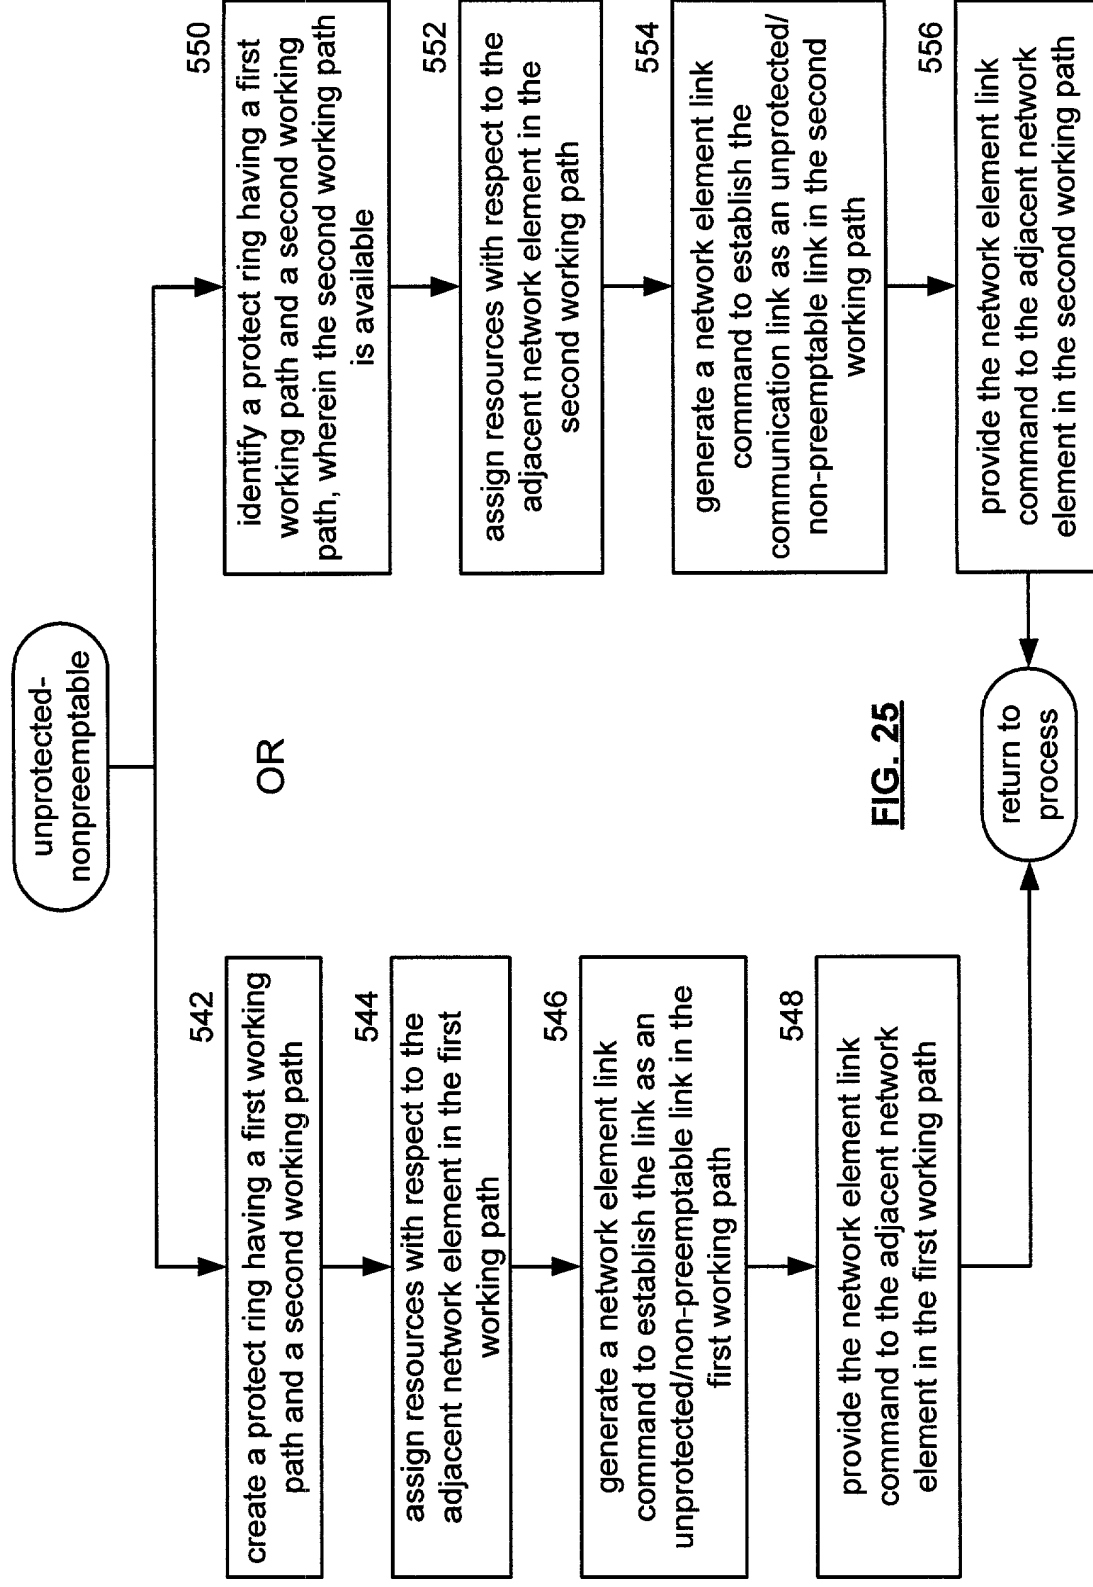 unprotected-
nonpreemptable
OR
542
create a protect ring having a first working
path and a second working path
544
assign resources with respect to the
adjacent network element in the first
working path
546
generate a network element link
command to establish the link as an
unprotected/non-preemptable link in the
first working path
548
provide the network element link
command to the adjacent network
element in the first working path
550
identify a protect ring having a first
working path and a second working
path, wherein the second working path
is available
552
assign resources with respect to the
adjacent network element in the
second working path
554
generate a network element link
command to establish the
communication link as an unprotected/
non-preemptable link in the second
working path
556
provide the network element link
command to the adjacent network
element in the second working path
return to
process
FIG. 25